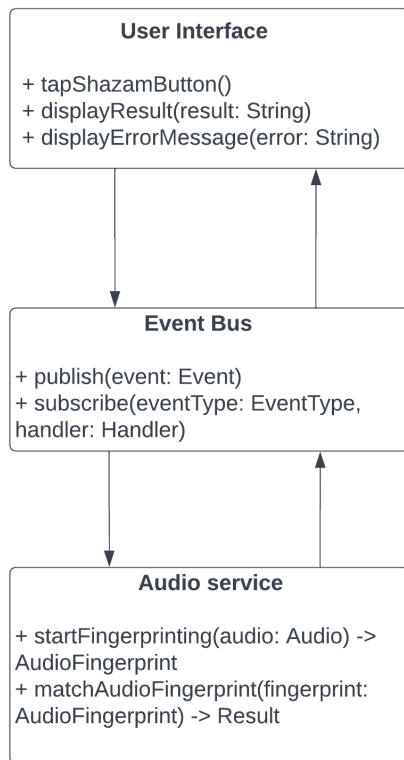 User Interface
+ tapShazamButton()
+ displayResult(result: String)
+ displayErrorMessage(error: String)
Event Bus
+ publish(event: Event)
+ subscribe(eventType: EventType,
handler: Handler)
Audio service
+ startFingerprinting(audio: Audio) ->
AudioFingerprint
+ matchAudioFingerprint(fingerprint:
AudioFingerprint) -> Result